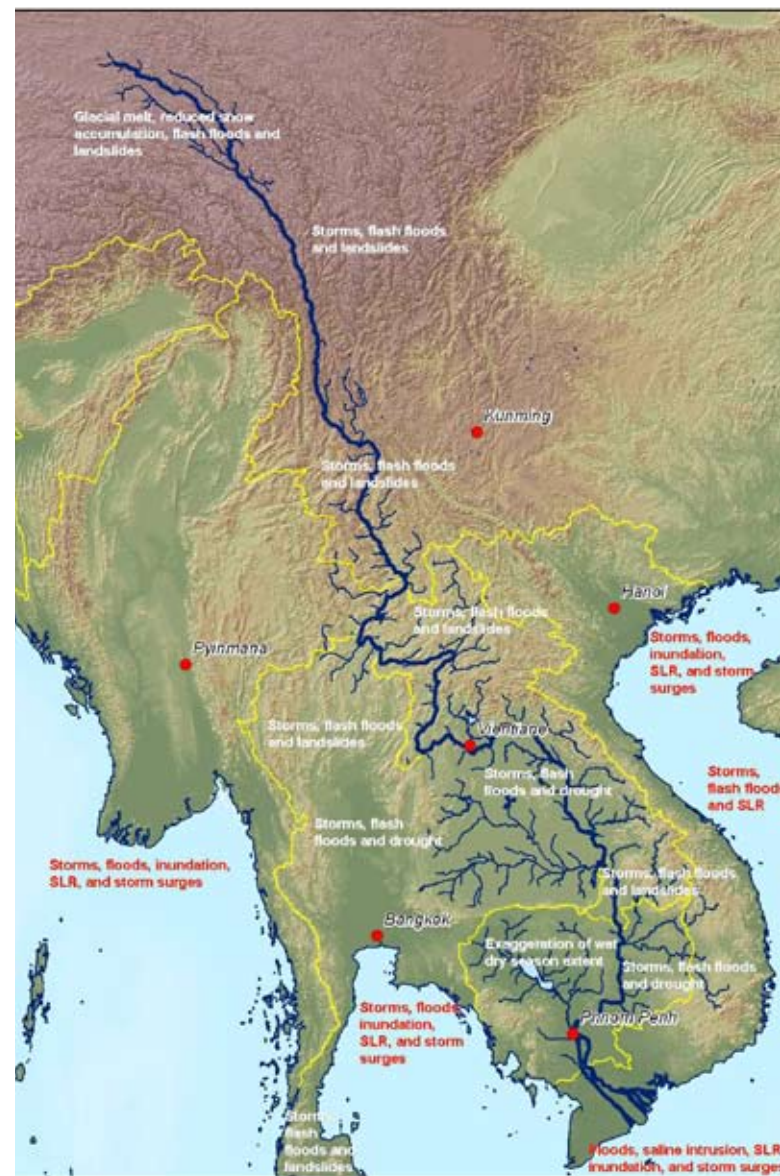 Glacial melt, reduced snow
accumulation, flash floods and
landslides
Storms, flash floods
and landslides
Kunming
Storms, flash floods
and landslides
Hanoi
Storms, flash floods
and landslides
Storms, floods,
inundation,
SLR, and storm
surges
Pyinmana
Storms, flash floods
and landslides
Vientiane
Storms, flash
floods and drought
Storms,
flash floods
and SLR
Storms, flash
floods and drought
Storms, floods, inundation,
SLR, and storm surges
Storms, flash floods
and landslides
Bangkok
Exaggeration of wet
dry season extent
Storms, flash floods
and drought
Storms, floods,
inundation,
SLR, and storm
surges
Phnom Penh
Storms,
flash
floods and
landslides
Floods, saline intrusion, SLR,
inundation, and storm surges